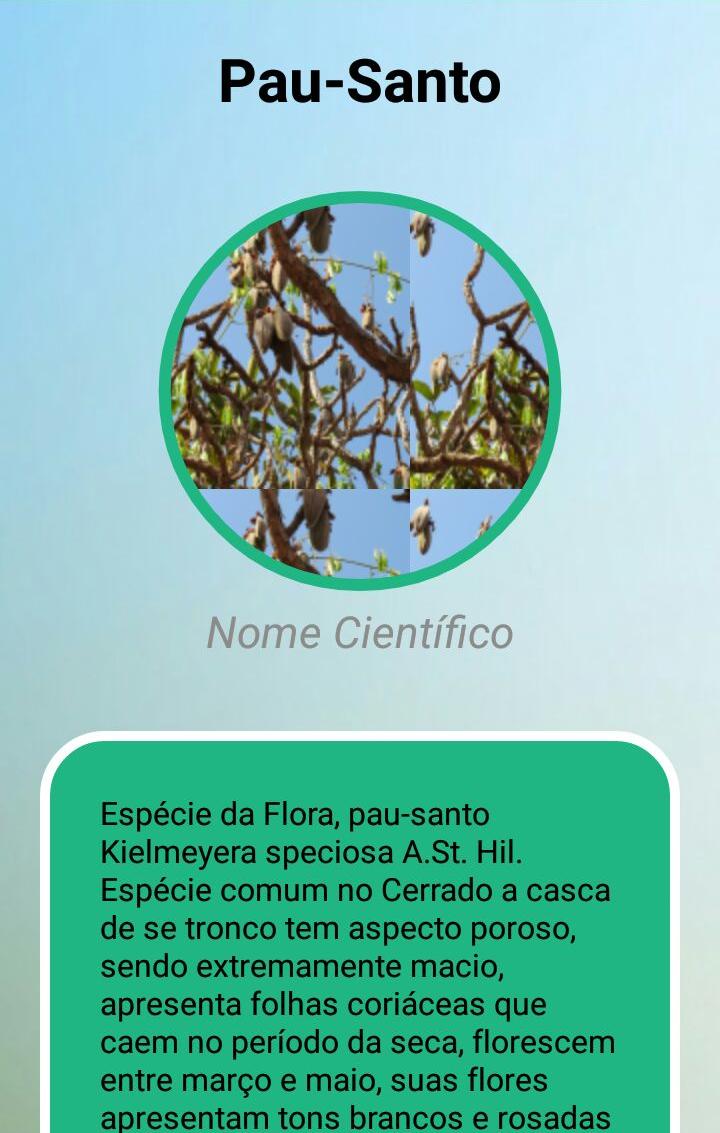 Pau-Santo
Nome Científico
Espécie da Flora, pau-santo
Kielmeyera speciosa A.St. Hil.
Espécie comum no Cerrado a casca
de se tronco tem aspecto poroso,
sendo extremamente macio,
apresenta folhas coriáceas que
caem no período da seca, florescem
entre março e maio, suas flores
apresentam tons brancos e rosadas